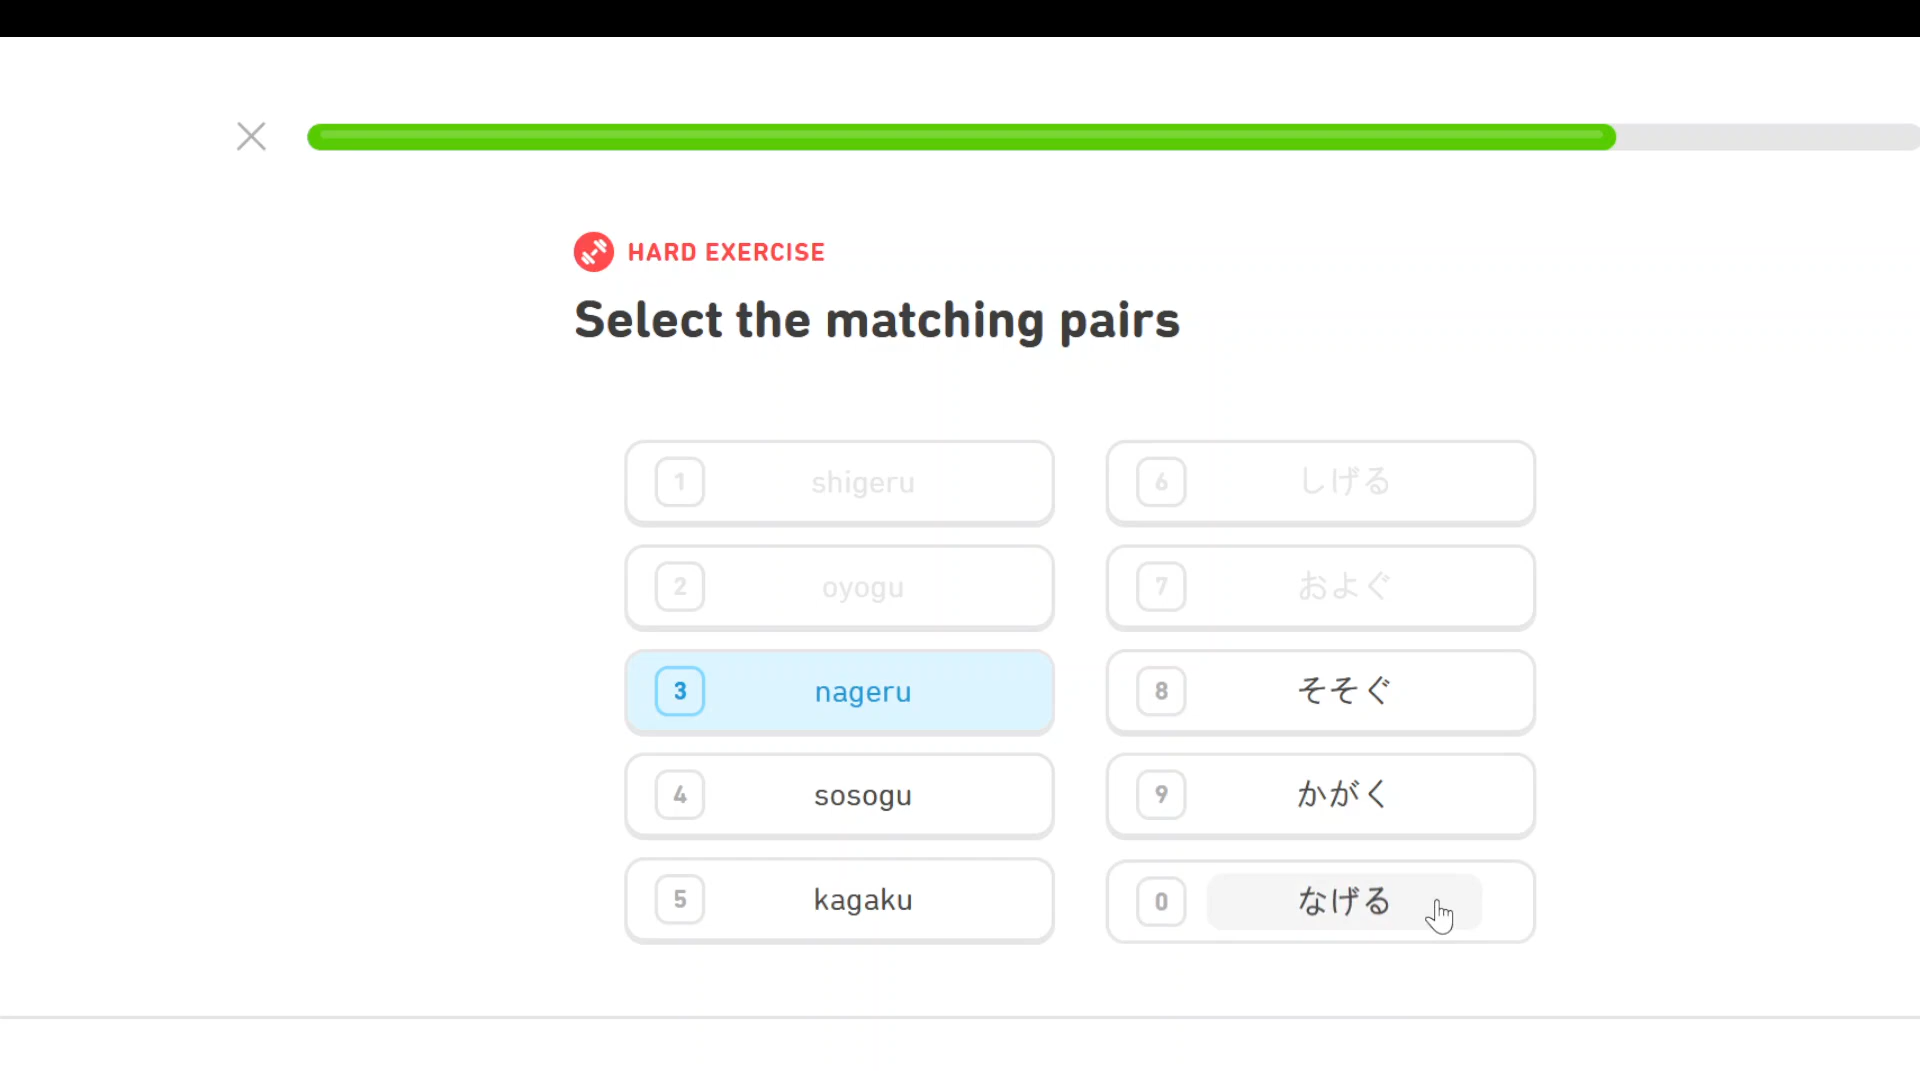 HARD EXERCISE
Select the matching pairs
1 shigeru
6 しげる
2 oyogu
7 およぐ
3 nageru
8 そそぐ
4 sosogu
9 かがく
5 kagaku
0 なげる